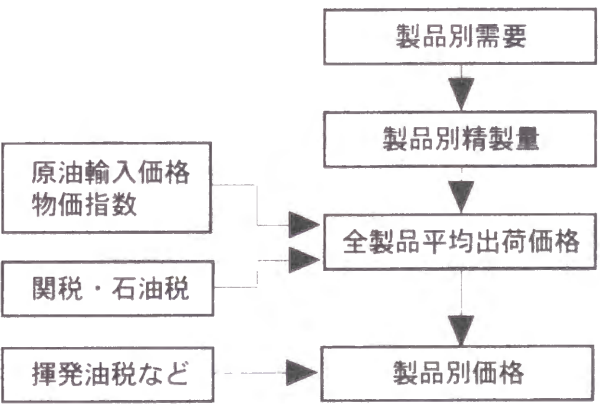 製品別需要
製品別精製量
原油輸入価格
物価指数
全製品平均出荷価格
関税・石油税
揮発油税など
製品別価格